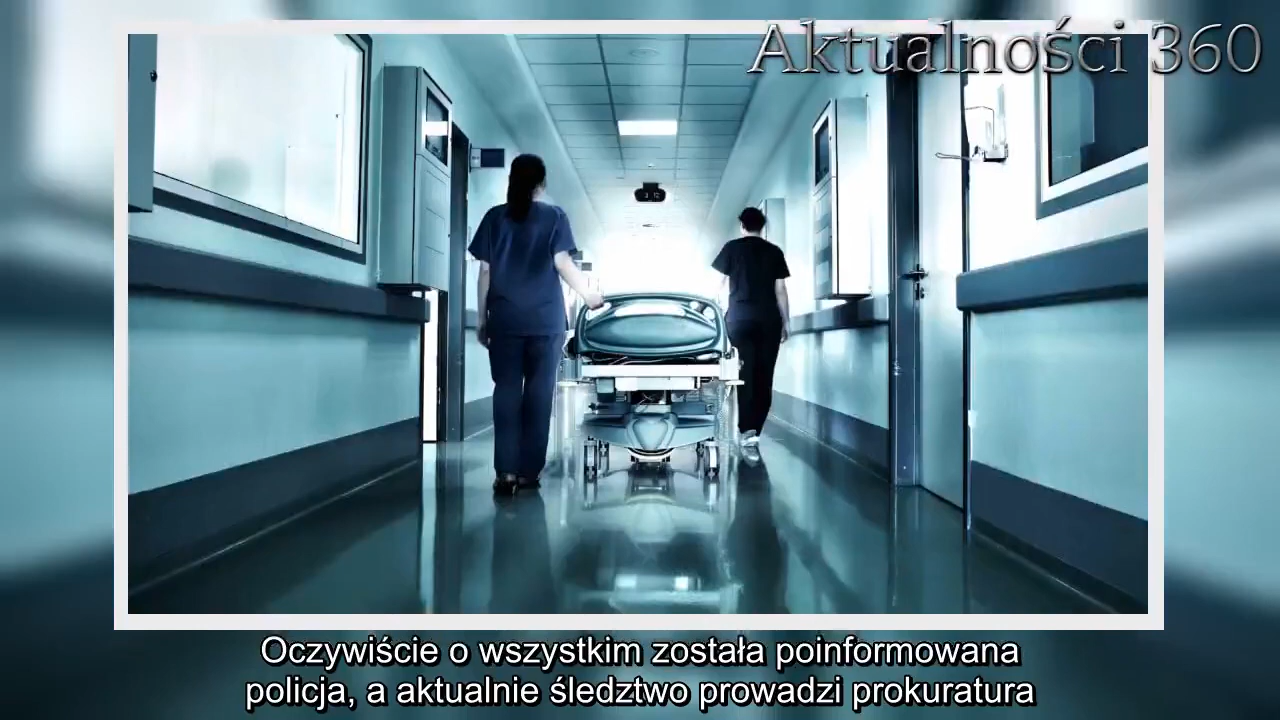 Aktualności 360
Oczywiście o wszystkim została poinformowana
policja, a aktualnie śledztwo prowadzi prokuratura